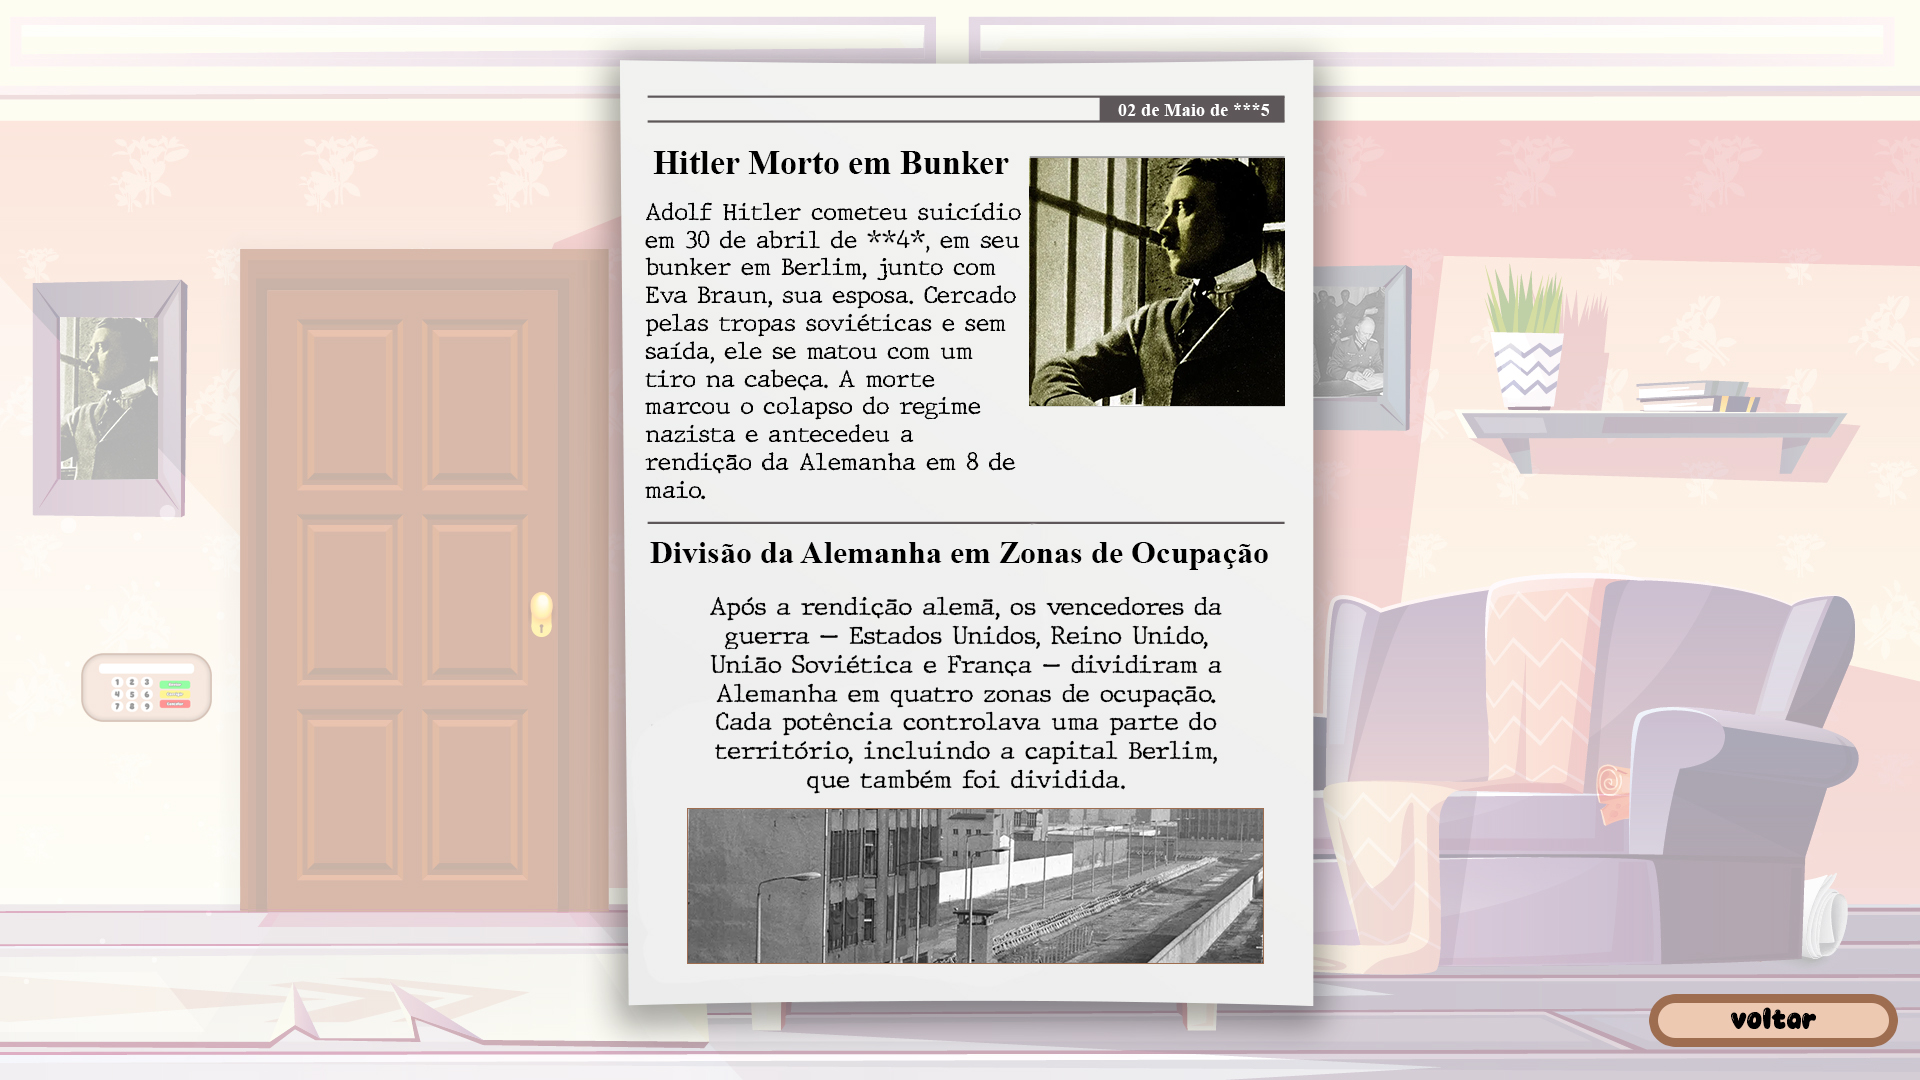 02 de Maio de ***5
Hitler Morto em Bunker
Adolf Hitler cometeu suicídio
em 30 de abril de **4*, em seu
bunker em Berlim, junto com
Eva Braun, sua esposa. Cercado
pelas tropas soviéticas e sem
saída, ele se matou com um
tiro na cabeça. A morte
marcou o colapso do regime
nazista e antecedeu a
rendição da Alemanha em 8 de
maio.
Divisão da Alemanha em Zonas de Ocupação
Após a rendição alemã, os vencedores da
guerra — Estados Unidos, Reino Unido,
União Soviética e França — dividiram a
Alemanha em quatro zonas de ocupação.
Cada potência controlava uma parte do
território, incluindo a capital Berlim,
que também foi dividida.
1 2 3
4 5 6
7 8 9
voltar